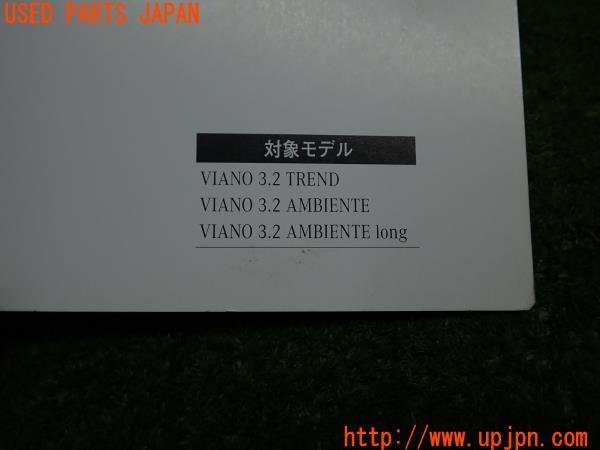 USED PARTS JAPAN
対象モデル
VIANO 3.2 TREND
VIANO 3.2 AMBIENTE
VIANO 3.2 AMBIENTE long
http://www.upjpn.com/